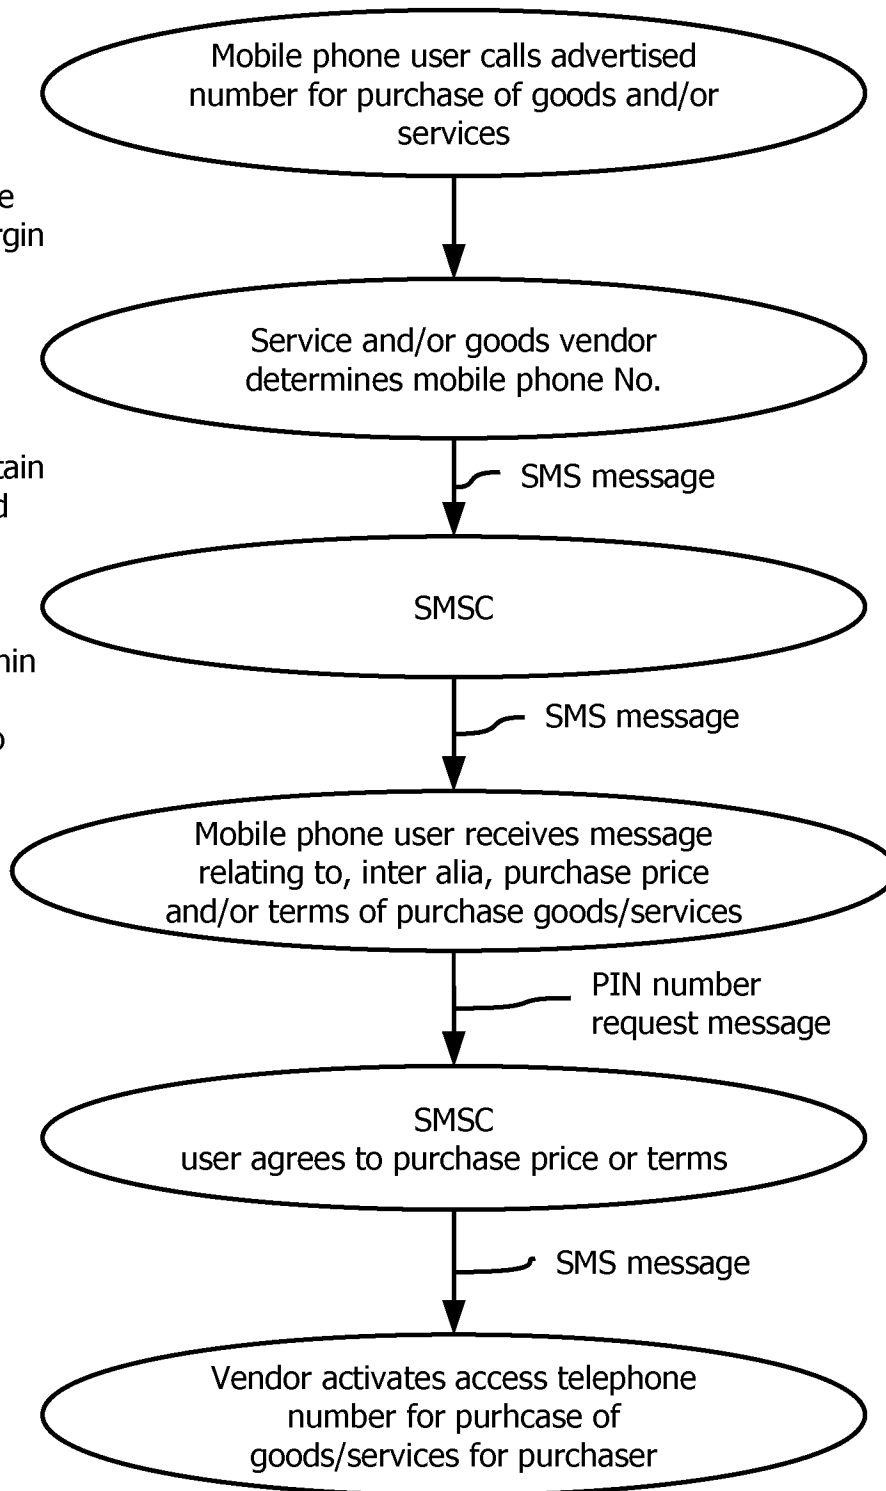 Mobile phone user calls advertised
number for purchase of goods and/or
services
Service and/or goods vendor
determines mobile phone No.
SMS message
SMSC
SMS message
Mobile phone user receives message
relating to, inter alia, purchase price
and/or terms of purchase goods/services
PIN number
request message
SMSC
user agrees to purchase price or terms
SMS message
Vendor activates access telephone
number for purhcase of
goods/services for purchaser